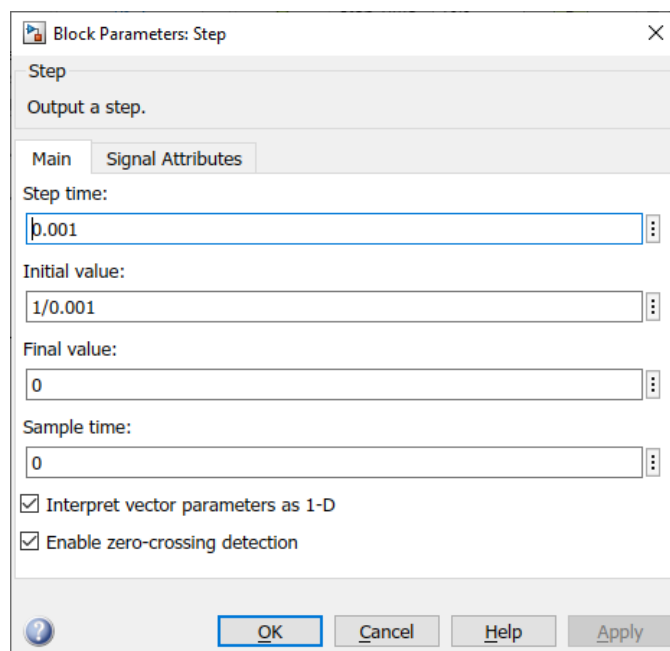 Block Parameters: Step
Step
Output a step.
Main Signal Attributes
Step time:
0.001
Initial value:
1/0.001
Final value:
0
Sample time:
0
Interpret vector parameters as 1-D
Enable zero-crossing detection
OK Cancel Help Apply